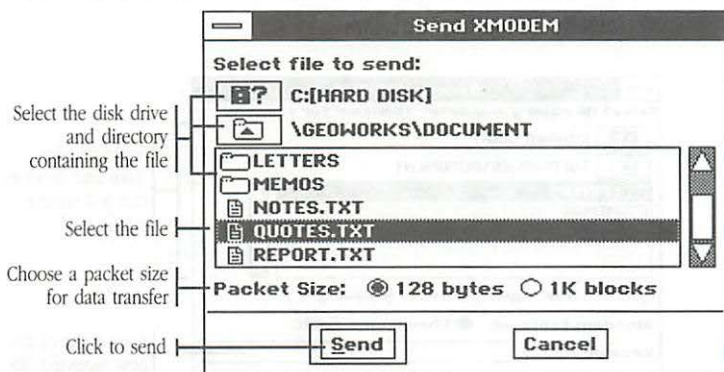 Send XMODEM
Select file to send:
C:[HARD DISK]
\GEOWORKS\DOCUMENT
LETTERS
MEMOS
NOTES.TXT
QUOTES.TXT
REPORT.TXT
Packet Size: 128 bytes 1K blocks
Send Cancel
Select the disk drive
and directory
containing the file
Select the file
Choose a packet size
for data transfer
Click to send